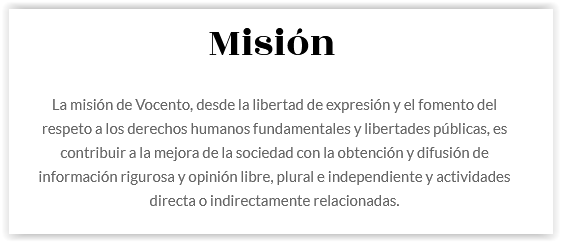 Misión
La misión de Vocento, desde la libertad de expresión y el fomento del
respeto a los derechos humanos fundamentales y libertades públicas, es
contribuir a la mejora de la sociedad con la obtención y difusión de
información rigurosa y opinión libre, plural e independiente y actividades
directa o indirectamente relacionadas.